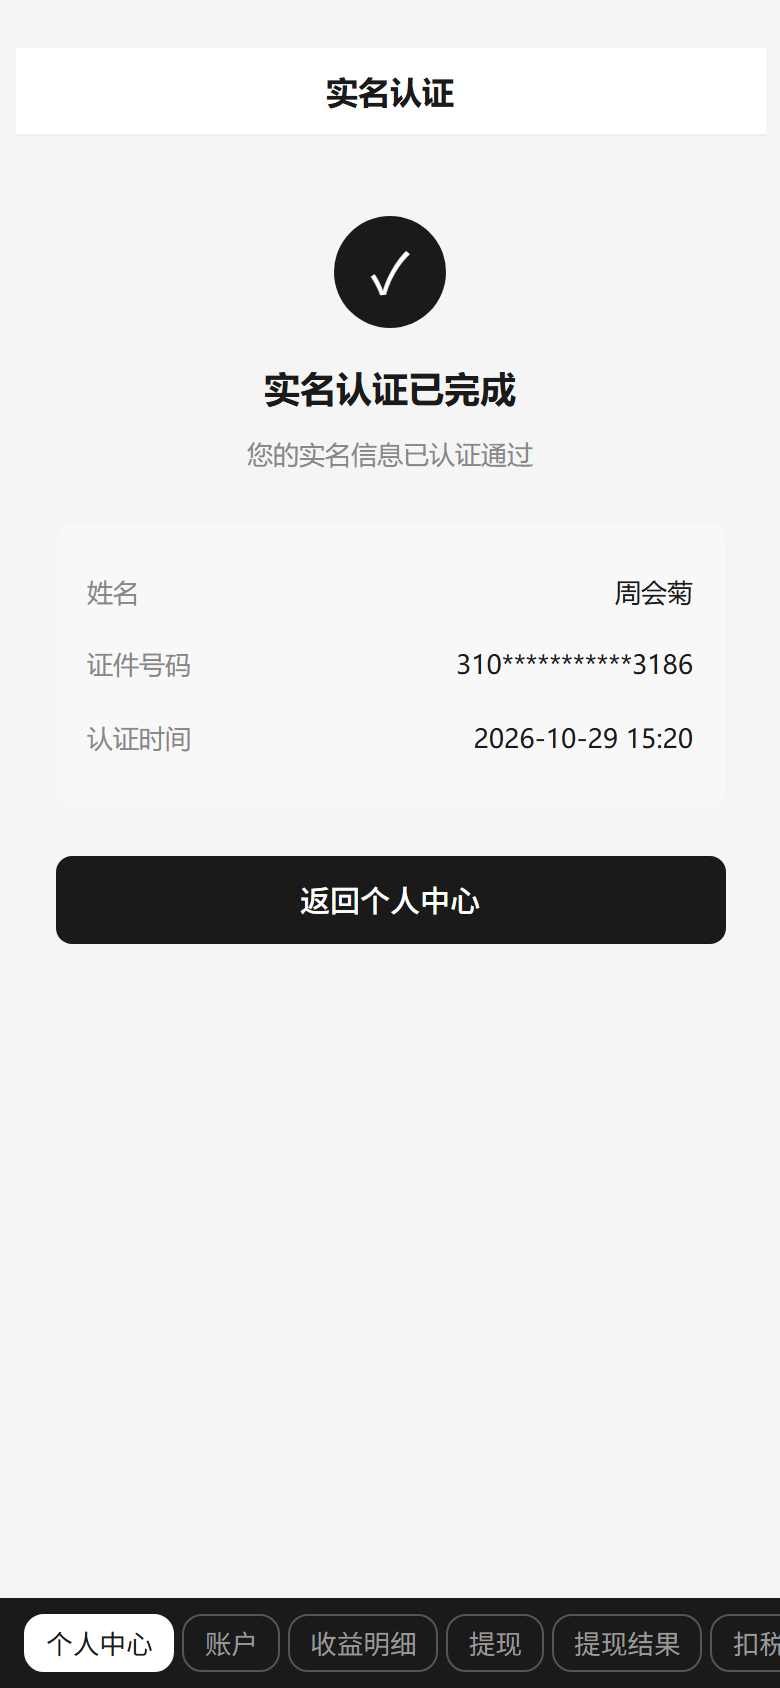 实名认证
✓
实名认证已完成
您的实名信息已认证通过
姓名 周会菊
证件号码 310***********3186
认证时间 2026-10-29 15:20
返回个人中心
个人中心 账户 收益明细 提现 提现结果 扣税